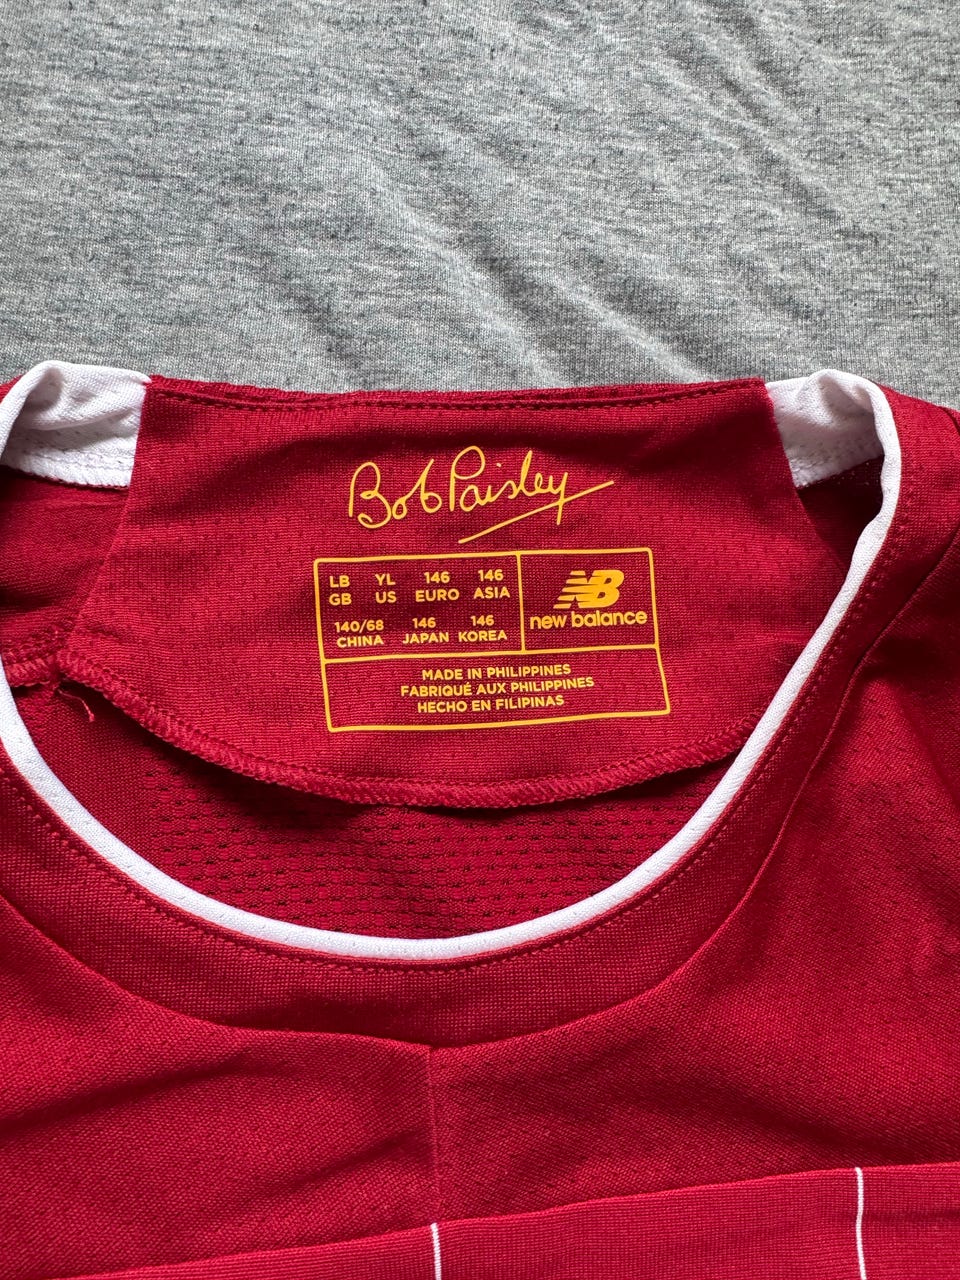 Bob Paisley
LB YL 146 146
GB US EURO ASIA
140/68 146 146
CHINA JAPAN KOREA
NB
new balance
MADE IN PHILIPPINES
FABRIQUÉ AUX PHILIPPINES
HECHO EN FILIPINAS